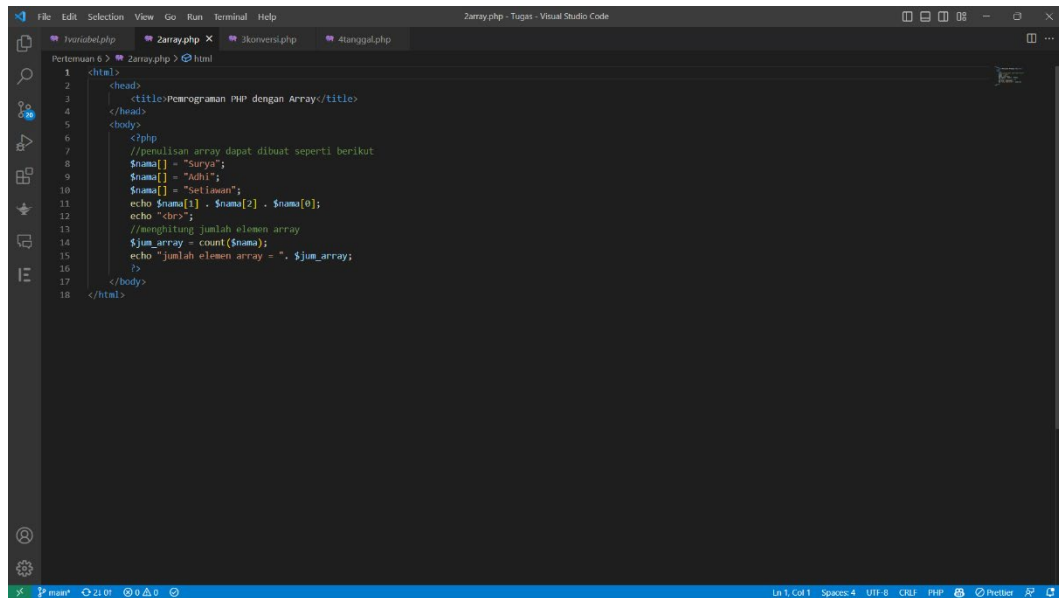 File Edit Selection View Go Run Terminal Help
2array.php - Tugas - Visual Studio Code
1variabel.php 2array.php 3konversi.php 4tanggal.php
Pertemuan 6 > 2array.php > html
1 <html>
2 <head>
3 <title>Pemrograman PHP dengan Array</title>
4 </head>
5 <body>
6 <?php
7 //penulisan array dapat dibuat seperti berikut
8 $nama[] = "Surya";
9 $nama[] = "Adhi";
10 $nama[] = "Setiawan";
11 echo $nama[1] . $nama[2] . $nama[0];
12 echo "<br>";
13 //menghitung jumlah elemen array
14 $jum_array = count($nama);
15 echo "jumlah elemen array = ". $jum_array;
16 ?>
17 </body>
18 </html>
20
main* 2↓ 0↑ 0 0 Ln 1, Col 1 Spaces: 4 UTF-8 CRLF PHP Prettier